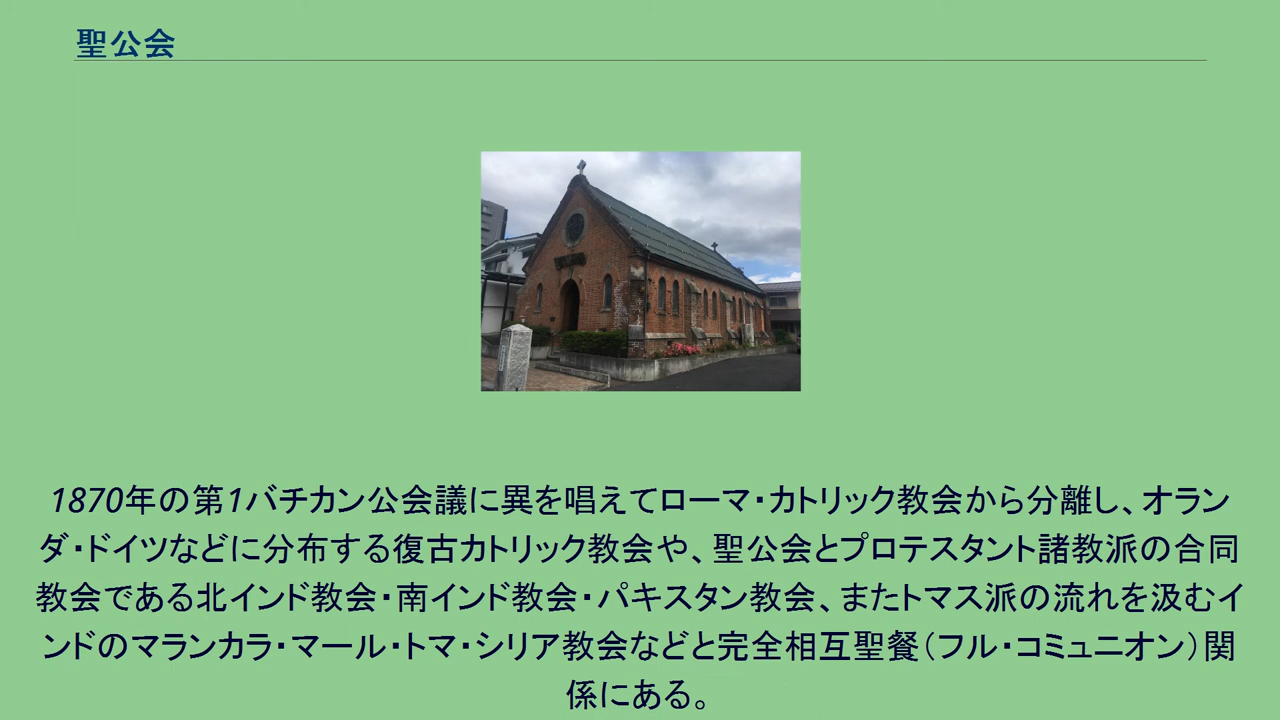 聖公会
1870年の第1バチカン公会議に異を唱えてローマ・カトリック教会から分離し、オラン
ダ・ドイツなどに分布する復古カトリック教会や、聖公会とプロテスタント諸教派の合同
教会である北インド教会・南インド教会・パキスタン教会、またトマス派の流れを汲むイ
ンドのマランカラ・マール・トマ・シリア教会などと完全相互聖餐（フル・コミュニオン）関
係にある。